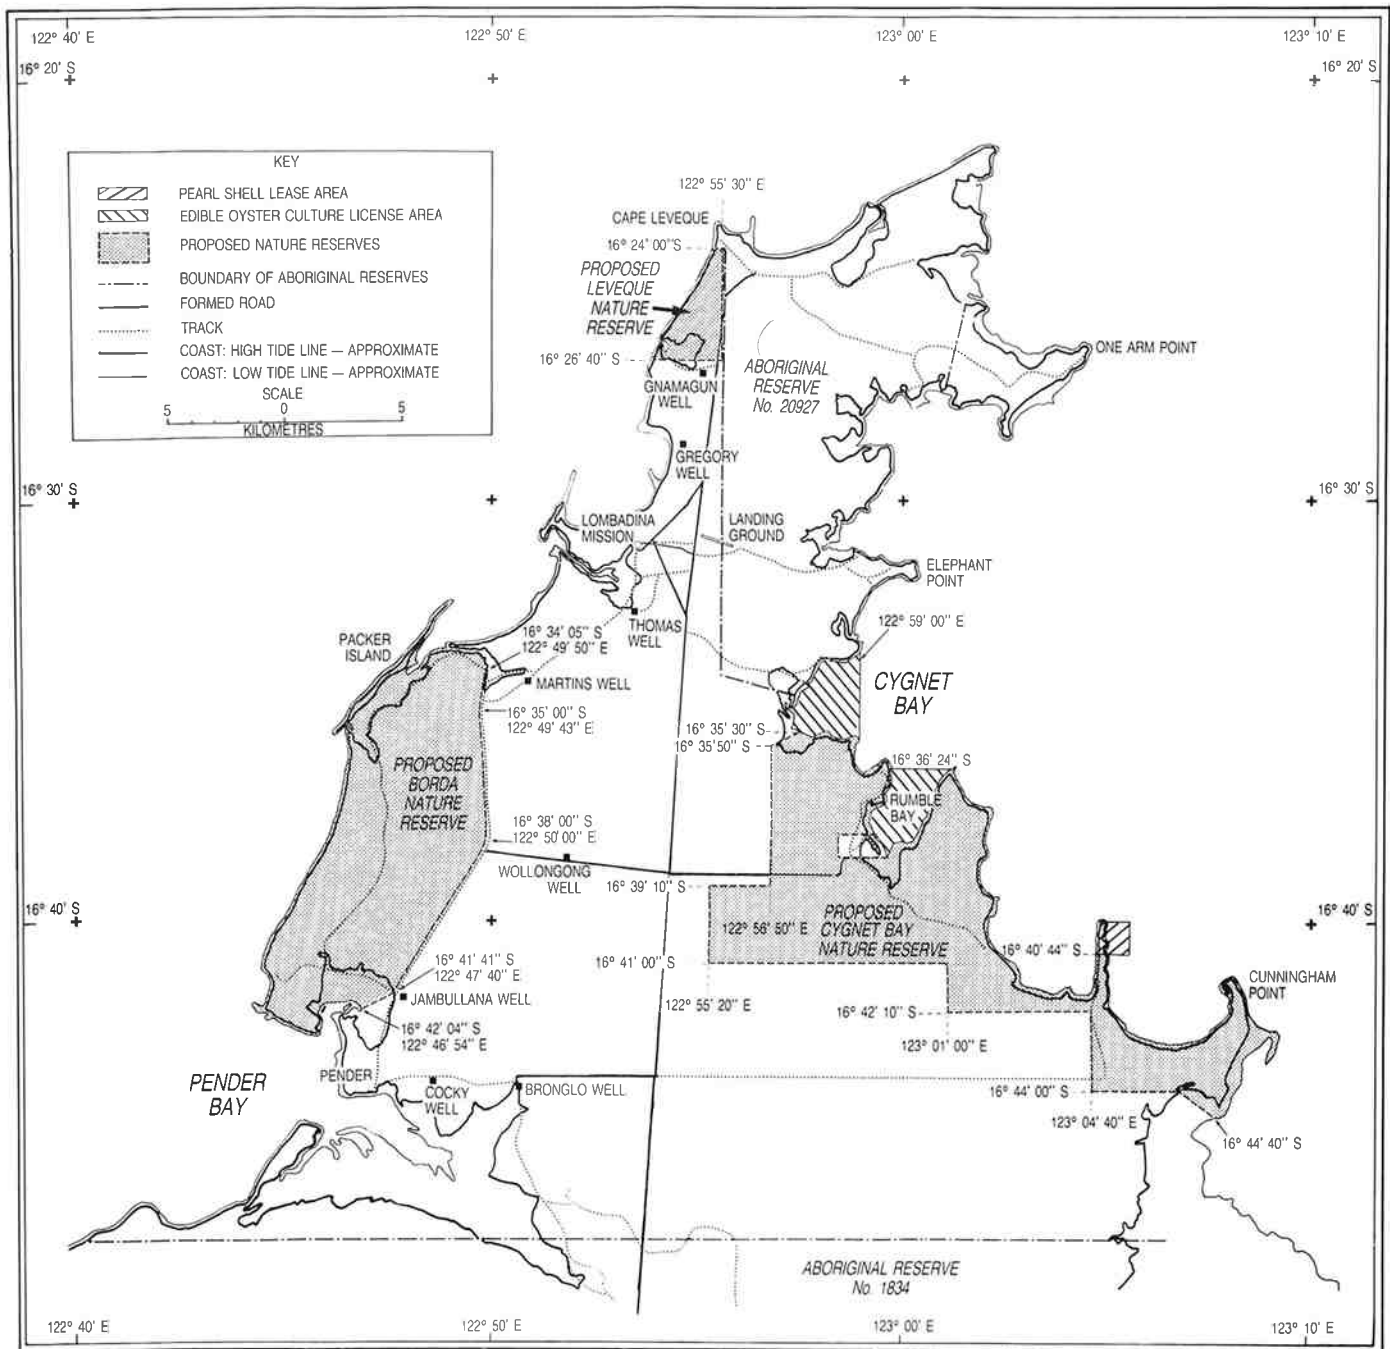 122° 40' E
122° 50' E
123° 00' E
123° 10' E
16° 20' S
16° 20' S
KEY
PEARL SHELL LEASE AREA
EDIBLE OYSTER CULTURE LICENSE AREA
PROPOSED NATURE RESERVES
BOUNDARY OF ABORIGINAL RESERVES
FORMED ROAD
TRACK
COAST: HIGH TIDE LINE — APPROXIMATE
COAST: LOW TIDE LINE — APPROXIMATE
SCALE
5 0 5
KILOMETRES
122° 55' 30" E
CAPE LEVEQUE
16° 24' 00" S
PROPOSED
LEVEQUE
NATURE
RESERVE
16° 26' 40" S
GNAMAGUN
WELL
ABORIGINAL
RESERVE
No. 20927
ONE ARM POINT
GREGORY
WELL
16° 30' S
16° 30' S
LOMBADINA
MISSION
LANDING
GROUND
ELEPHANT
POINT
THOMAS
WELL
122° 59' 00" E
PACKER
ISLAND
16° 34' 05" S
122° 49' 50" E
MARTINS WELL
CYGNET
BAY
16° 35' 00" S
122° 49' 43" E
16° 35' 30" S
16° 35' 50" S
16° 36' 24" S
PROPOSED
BORDA
NATURE
RESERVE
RUMBLE
BAY
16° 38' 00" S
122° 50' 00" E
WOLLONGONG
WELL
16° 39' 10" S
16° 40' S
16° 40' S
PROPOSED
CYGNET BAY
NATURE RESERVE
122° 56' 50" E
16° 40' 44" S
16° 41' 41" S
122° 47' 40" E
16° 41' 00" S
JAMBULLANA WELL
CUNNINGHAM
POINT
122° 55' 20" E
16° 42' 10" S
16° 42' 04" S
122° 46' 54" E
123° 01' 00" E
PENDER
BAY
PENDER
COCKY
WELL
BRONGLO WELL
16° 44' 00" S
123° 04' 40" E
16° 44' 40" S
ABORIGINAL RESERVE
No. 1834
122° 40' E
122° 50' E
123° 00' E
123° 10' E